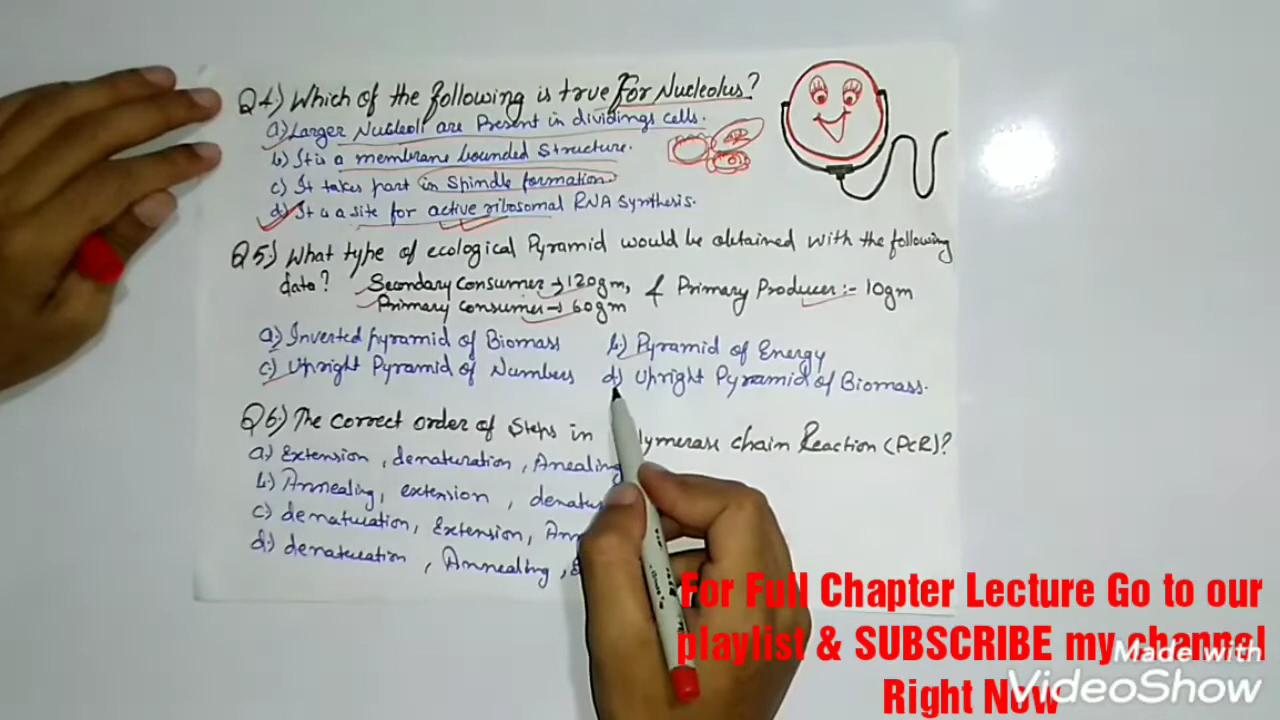 Q4) Which of the following is true for Nucleolus?
a) Larger Nucleoli are Present in dividings cells.
b) It is a membrane bounded Structure.
c) It takes part in Spindle formation.
d) It is a site for active ribosomal RNA Synthesis.
Q5) What type of ecological Pyramid would be obtained with the following
data? Secondary Consumer → 120gm, & Primary Producer :- 10gm
Primary Consumer → 60gm
a) Inverted pyramid of Biomass b) Pyramid of Energy
c) Upright Pyramid of Numbers d) Upright Pyramid of Biomass.
Q6) The correct order of Steps in lymerase chain Reaction (PCR)?
a) Extension, denaturation, Anealing
b) Annealing, extension, denatu
c) denaturation, Extension, Ann
d) denaturation, Annealing, E
For Full Chapter Lecture Go to our
playlist & SUBSCRIBE my channel
Right Now
Made with
VideoShow